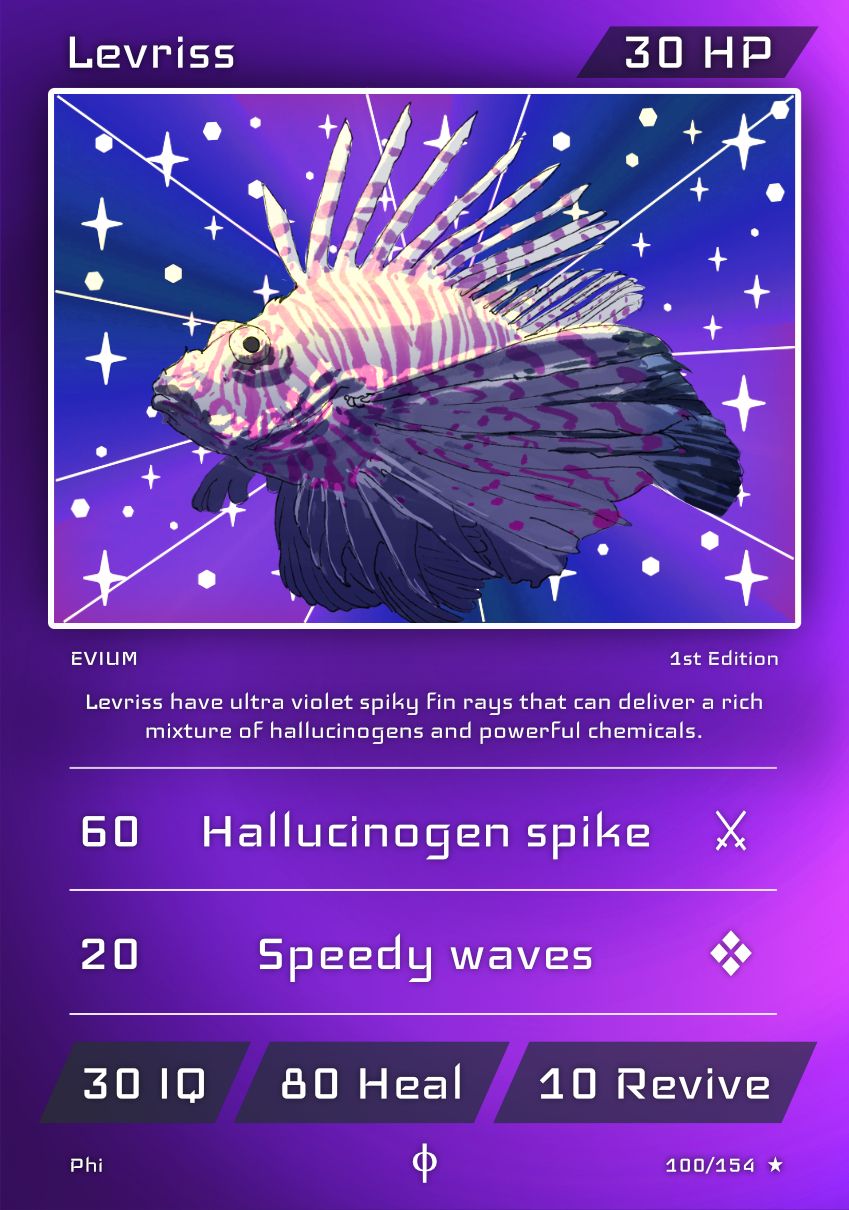 Levriss
30 HP
EVIUM
1st Edition
Levriss have ultra violet spiky fin rays that can deliver a rich
mixture of hallucinogens and powerful chemicals.
60 Hallucinogen spike
20 Speedy waves
30 IQ
80 Heal
10 Revive
Phi
ϕ
100/154 ★